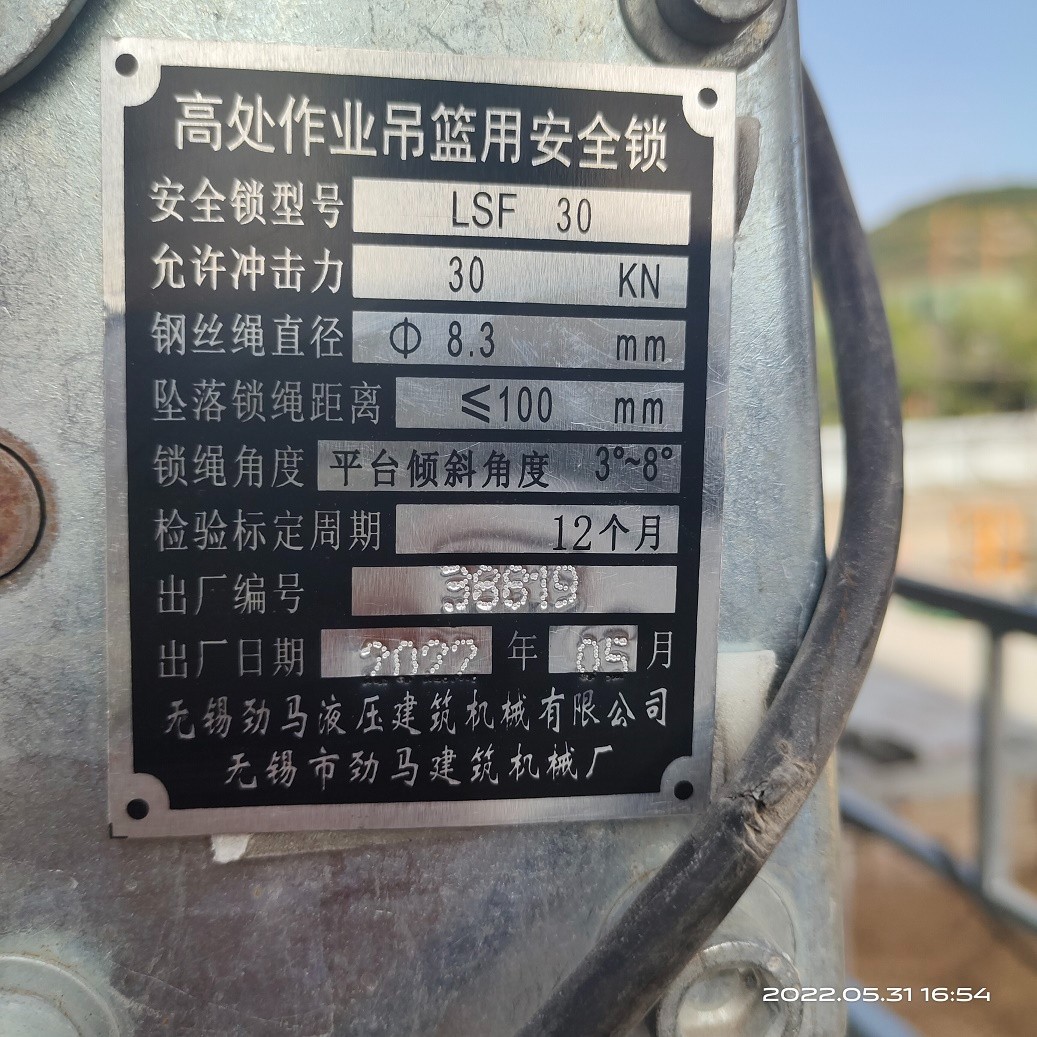 高处作业吊篮用安全锁
安全锁型号 LSF 30
允许冲击力 30 KN
钢丝绳直径 Φ 8.3 mm
坠落锁绳距离 ≤100 mm
锁绳角度 平台倾斜角度 3°~8°
检验标定周期 12个月
出厂编号 38619
出厂日期 2022 年 05 月
无锡劲马液压建筑机械有限公司
无锡市劲马建筑机械厂
2022.05.31 16:54